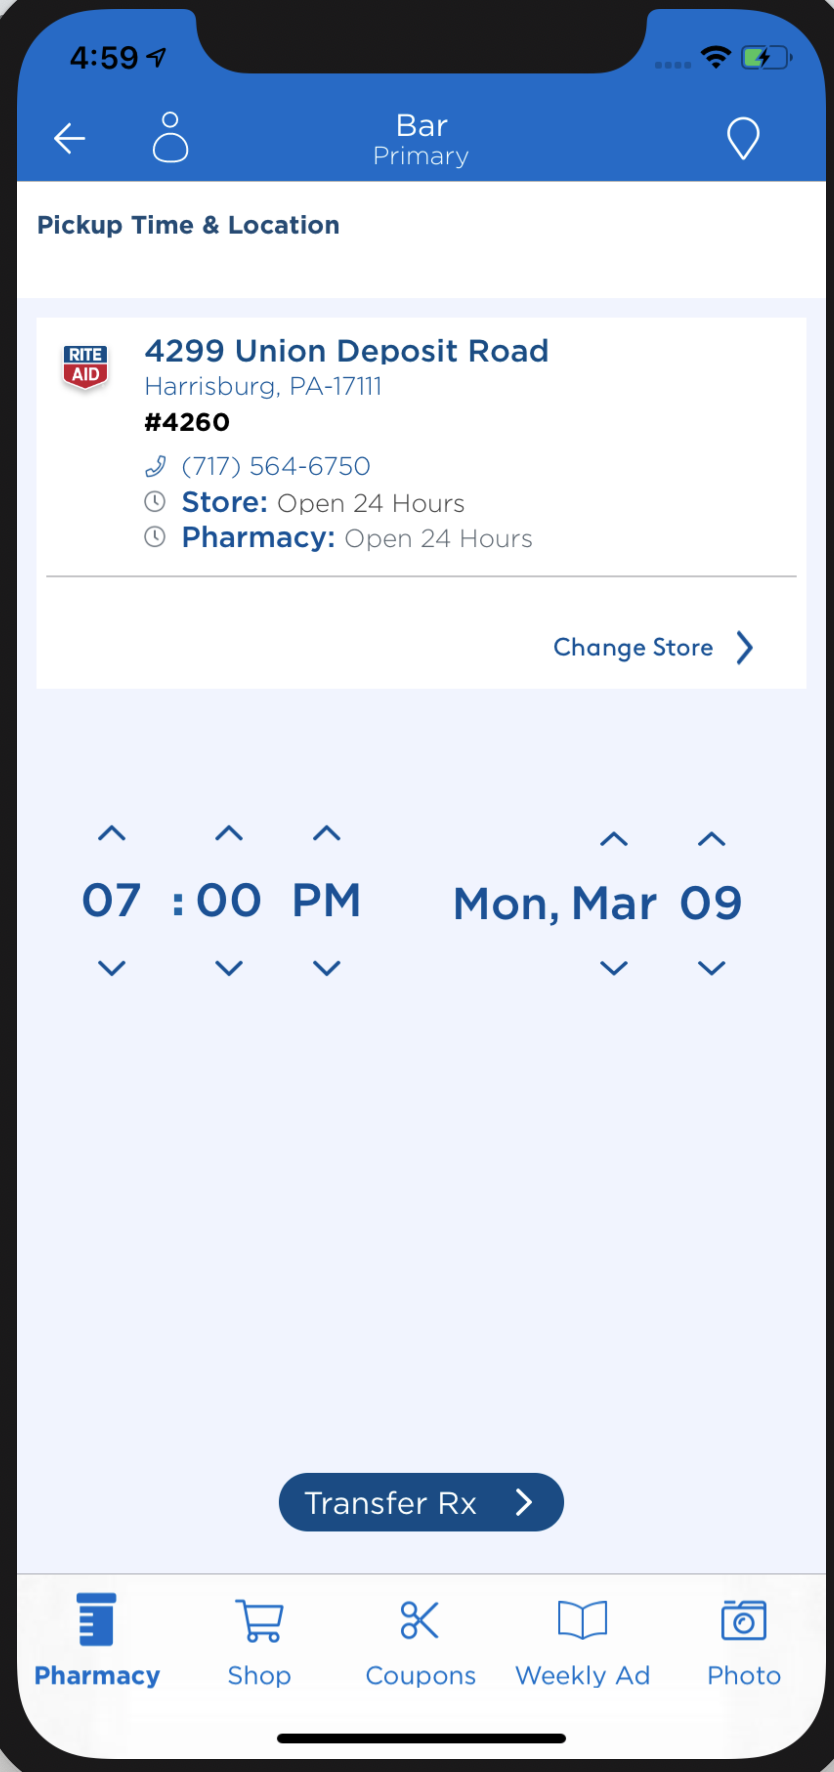 4:59
Bar
Primary
Pickup Time & Location
RITE
AID
4299 Union Deposit Road
Harrisburg, PA-17111
#4260
(717) 564-6750
Store: Open 24 Hours
Pharmacy: Open 24 Hours
Change Store
07 : 00 PM Mon, Mar 09
Transfer Rx
Pharmacy Shop Coupons Weekly Ad Photo